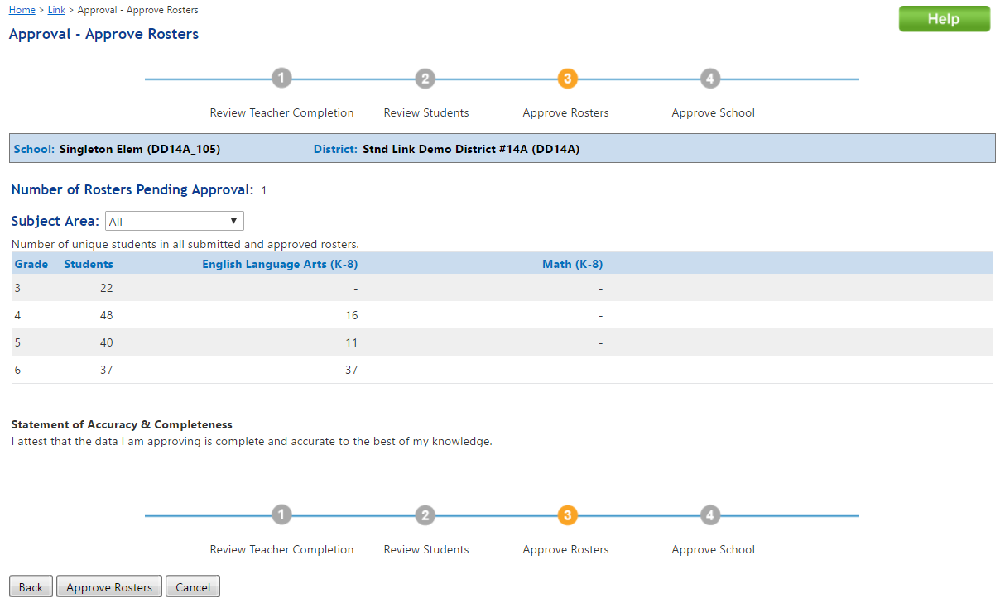 Home > Link > Approval - Approve Rosters
Help
Approval - Approve Rosters
1 2 3 4
Review Teacher Completion Review Students Approve Rosters Approve School
School: Singleton Elem (DD14A_105) District: Stnd Link Demo District #14A (DD14A)
Number of Rosters Pending Approval: 1
Subject Area: All ▼
Number of unique students in all submitted and approved rosters.
Grade Students English Language Arts (K-8) Math (K-8)
3 22 - -
4 48 16 -
5 40 11 -
6 37 37 -
Statement of Accuracy & Completeness
I attest that the data I am approving is complete and accurate to the best of my knowledge.
1 2 3 4
Review Teacher Completion Review Students Approve Rosters Approve School
Back Approve Rosters Cancel